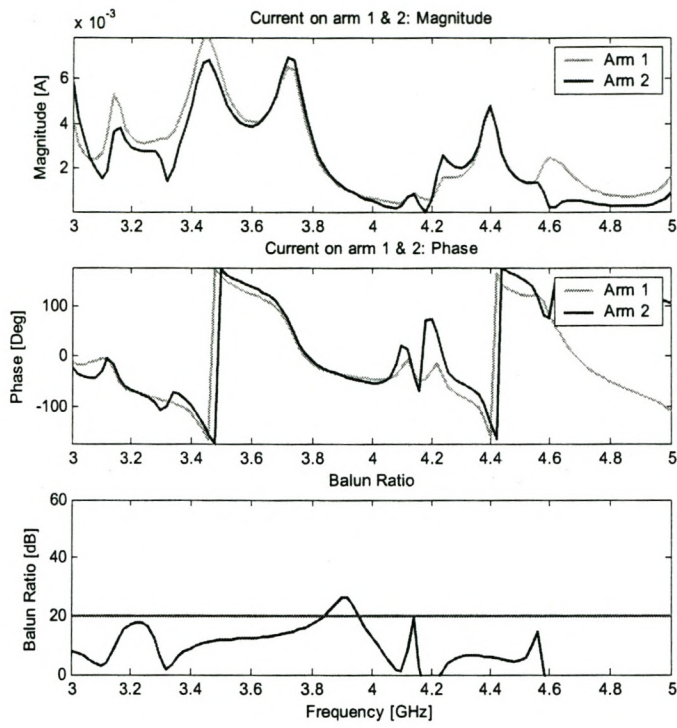 Current on arm 1 & 2: Magnitude
x 10^-3
Magnitude [A]
6
4
2
Arm 1
Arm 2
3 3.2 3.4 3.6 3.8 4 4.2 4.4 4.6 4.8 5
Current on arm 1 & 2: Phase
Phase [Deg]
100
0
-100
Arm 1
Arm 2
3 3.2 3.4 3.6 3.8 4 4.2 4.4 4.6 4.8 5
Balun Ratio
Balun Ratio [dB]
60
40
20
0
3 3.2 3.4 3.6 3.8 4 4.2 4.4 4.6 4.8 5
Frequency [GHz]